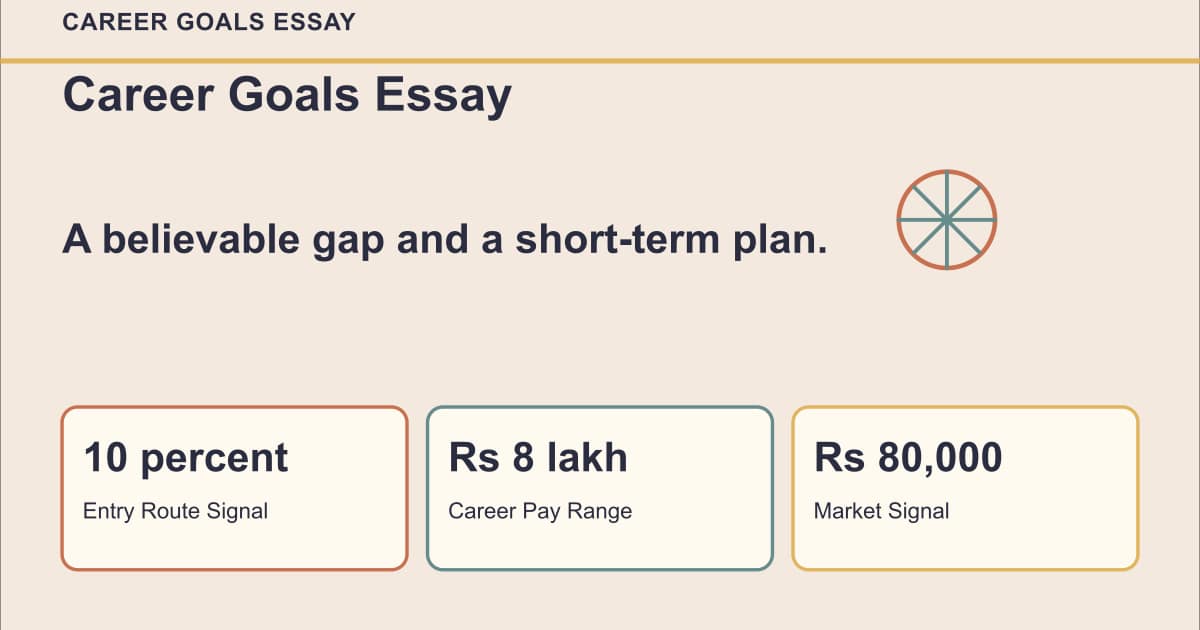 CAREER GOALS ESSAY
Career Goals Essay
A believable gap and a short-term plan.
10 percent
Entry Route Signal
Rs 8 lakh
Career Pay Range
Rs 80,000
Market Signal